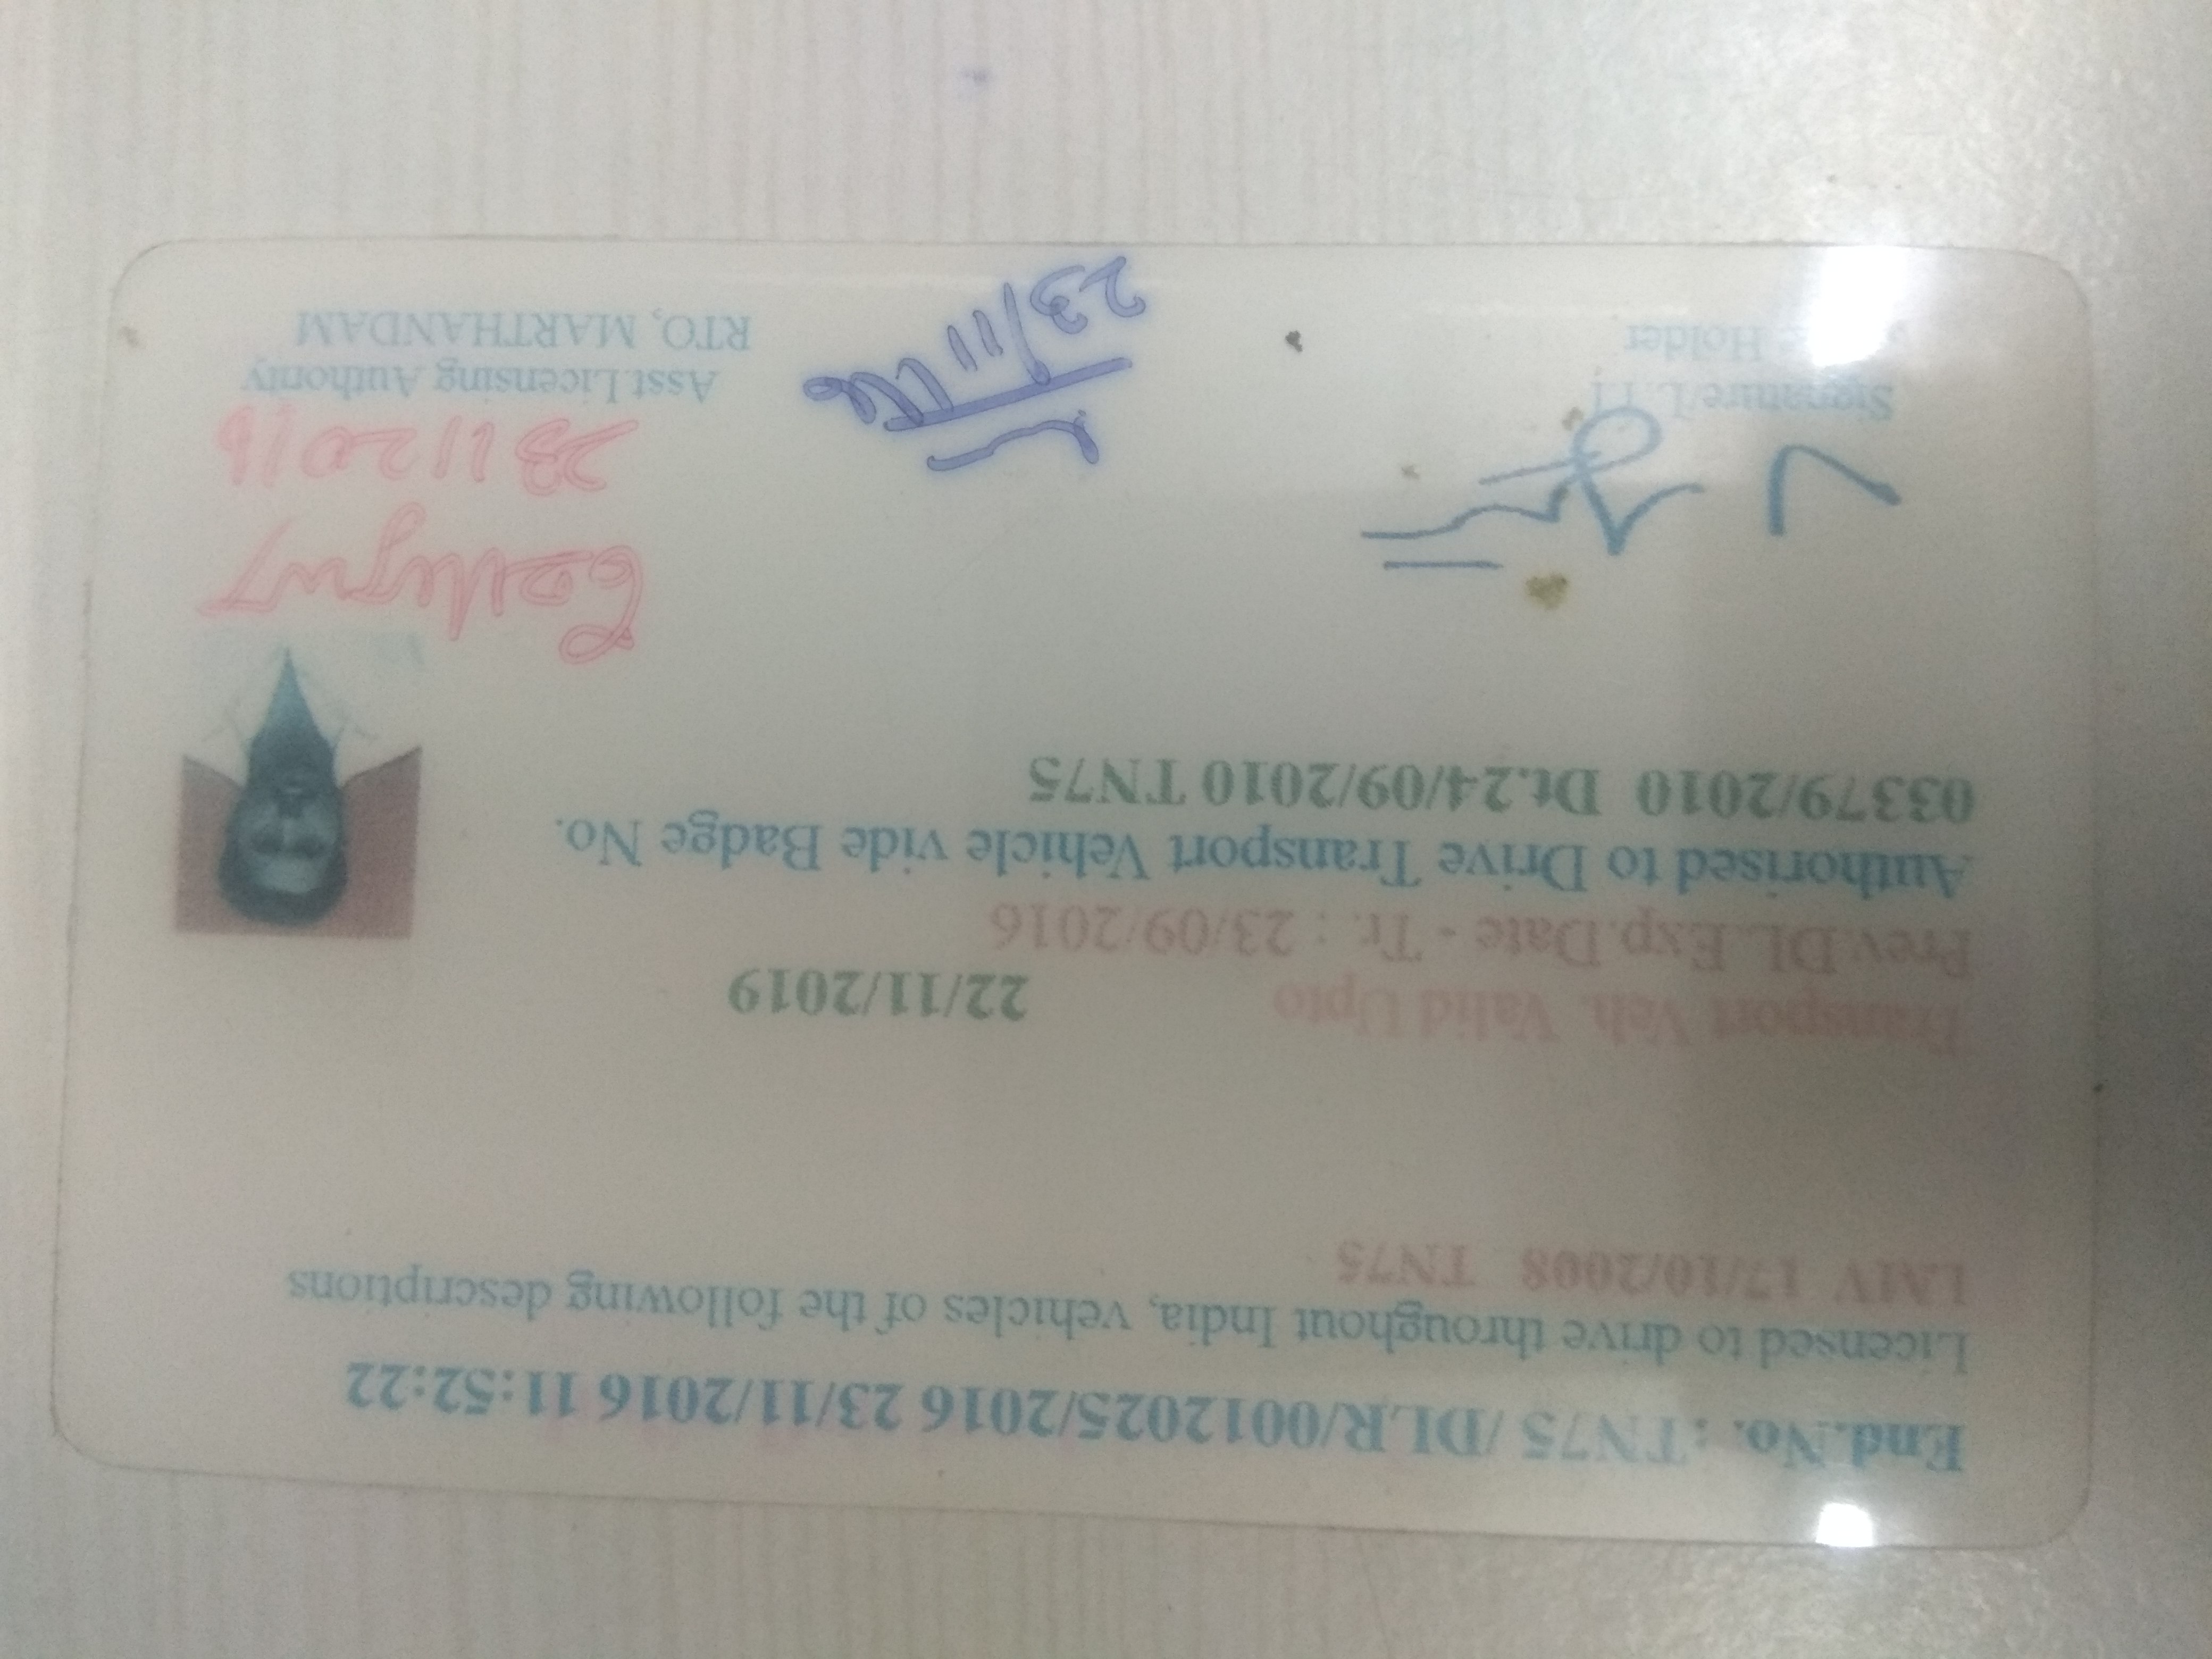 End.No. : TN75 /DLR/0012025/2016 23/11/2016 11:52:22
Licensed to drive throughout India, vehicles of the following descriptions
LMV 17/10/2008 TN75
Transport Veh. Valid Upto 22/11/2019
Prev.DL.Exp.Date - Tr. : 23/09/2016
Authorised to Drive Transport Vehicle vide Badge No.
03379/2010 Dt.24/09/2010 TN75
23/11/2016
Signature/L.T.I
Holder
23/11/16
Asst.Licensing Authority
RTO, MARTHANDAM